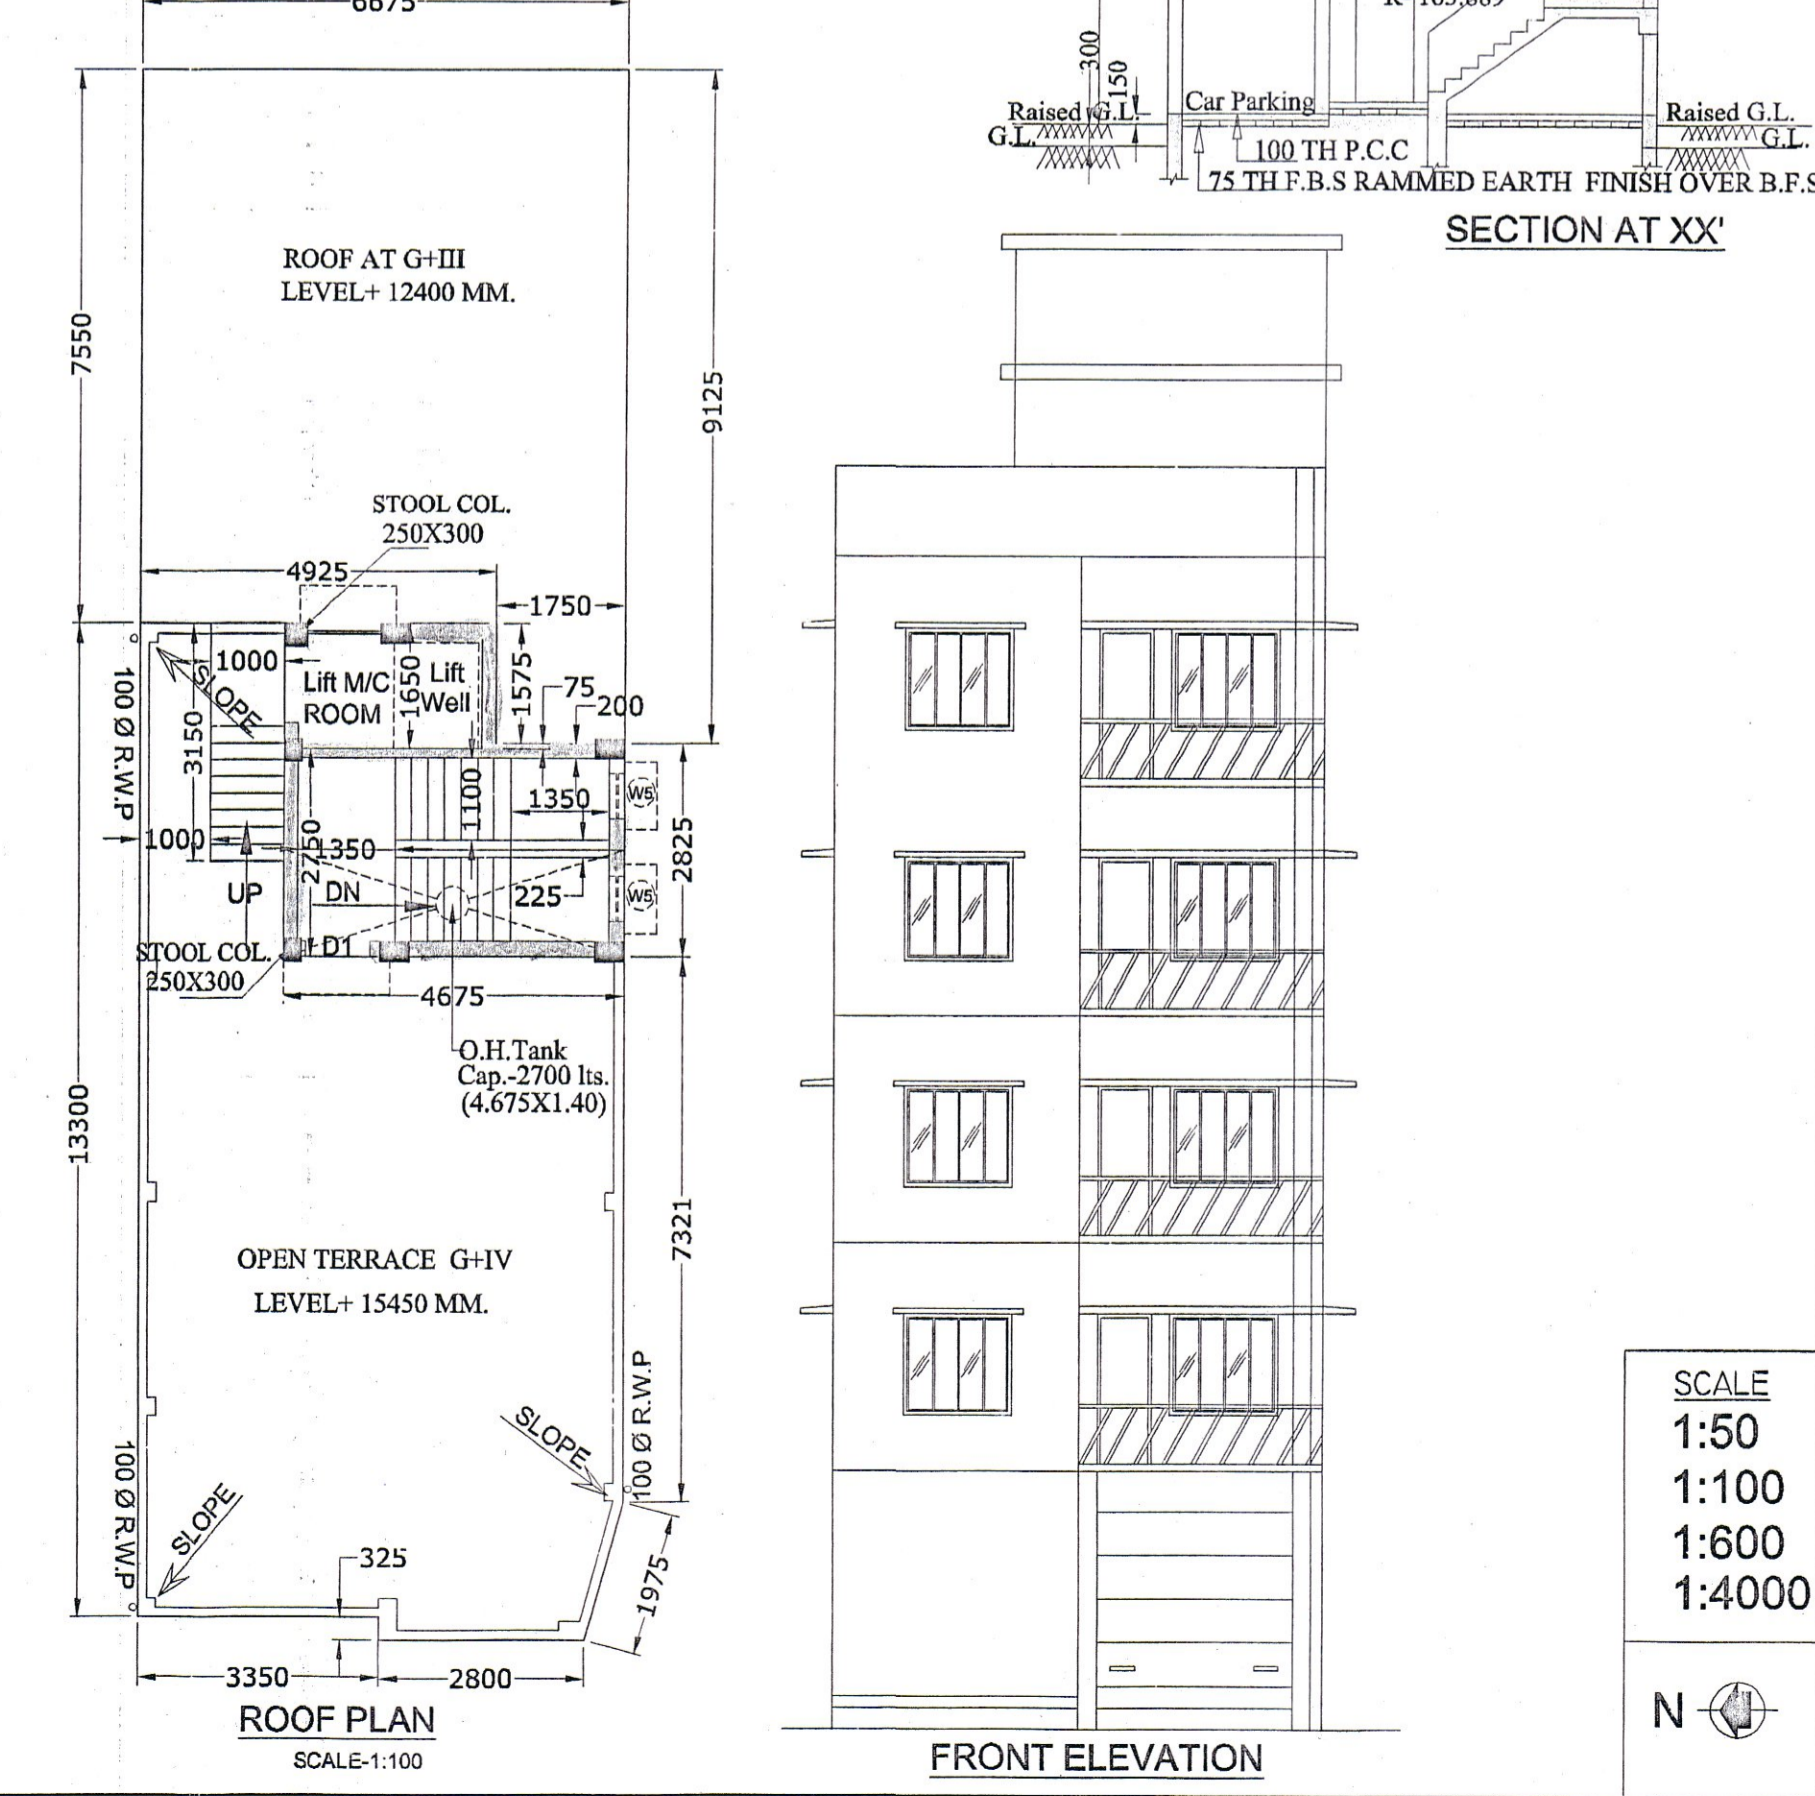 6675
7550
ROOF AT G+III
LEVEL+ 12400 MM.
9125
STOOL COL.
250X300
4925
1750
1000
SLOPE
Lift M/C
ROOM
1650
Lift
Well
1575
75
200
100 Ø R.W.P
3150
1000
2750
1350
1100
1350
W5
2825
UP
DN
225
W5
STOOL COL.
250X300
D1
4675
O.H.Tank
Cap.-2700 lts.
(4.675X1.40)
13300
7321
OPEN TERRACE G+IV
LEVEL+ 15450 MM.
SLOPE
100 Ø R.W.P
100 Ø R.W.P
SLOPE
325
1975
3350
2800
ROOF PLAN
SCALE-1:100
300
150
Raised G.L.
G.L.
Car Parking
100 TH P.C.C
75 TH F.B.S RAMMED EARTH FINISH OVER B.F.S
Raised G.L.
G.L.
SECTION AT XX'
FRONT ELEVATION
SCALE
1:50
1:100
1:600
1:4000
N